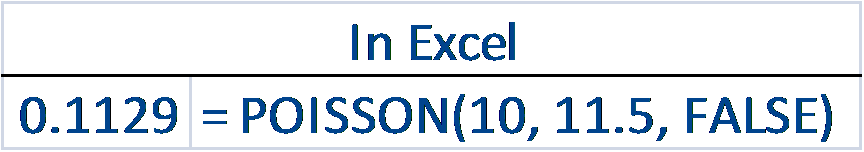 In Excel
0.1129 = POISSON(10, 11.5, FALSE)